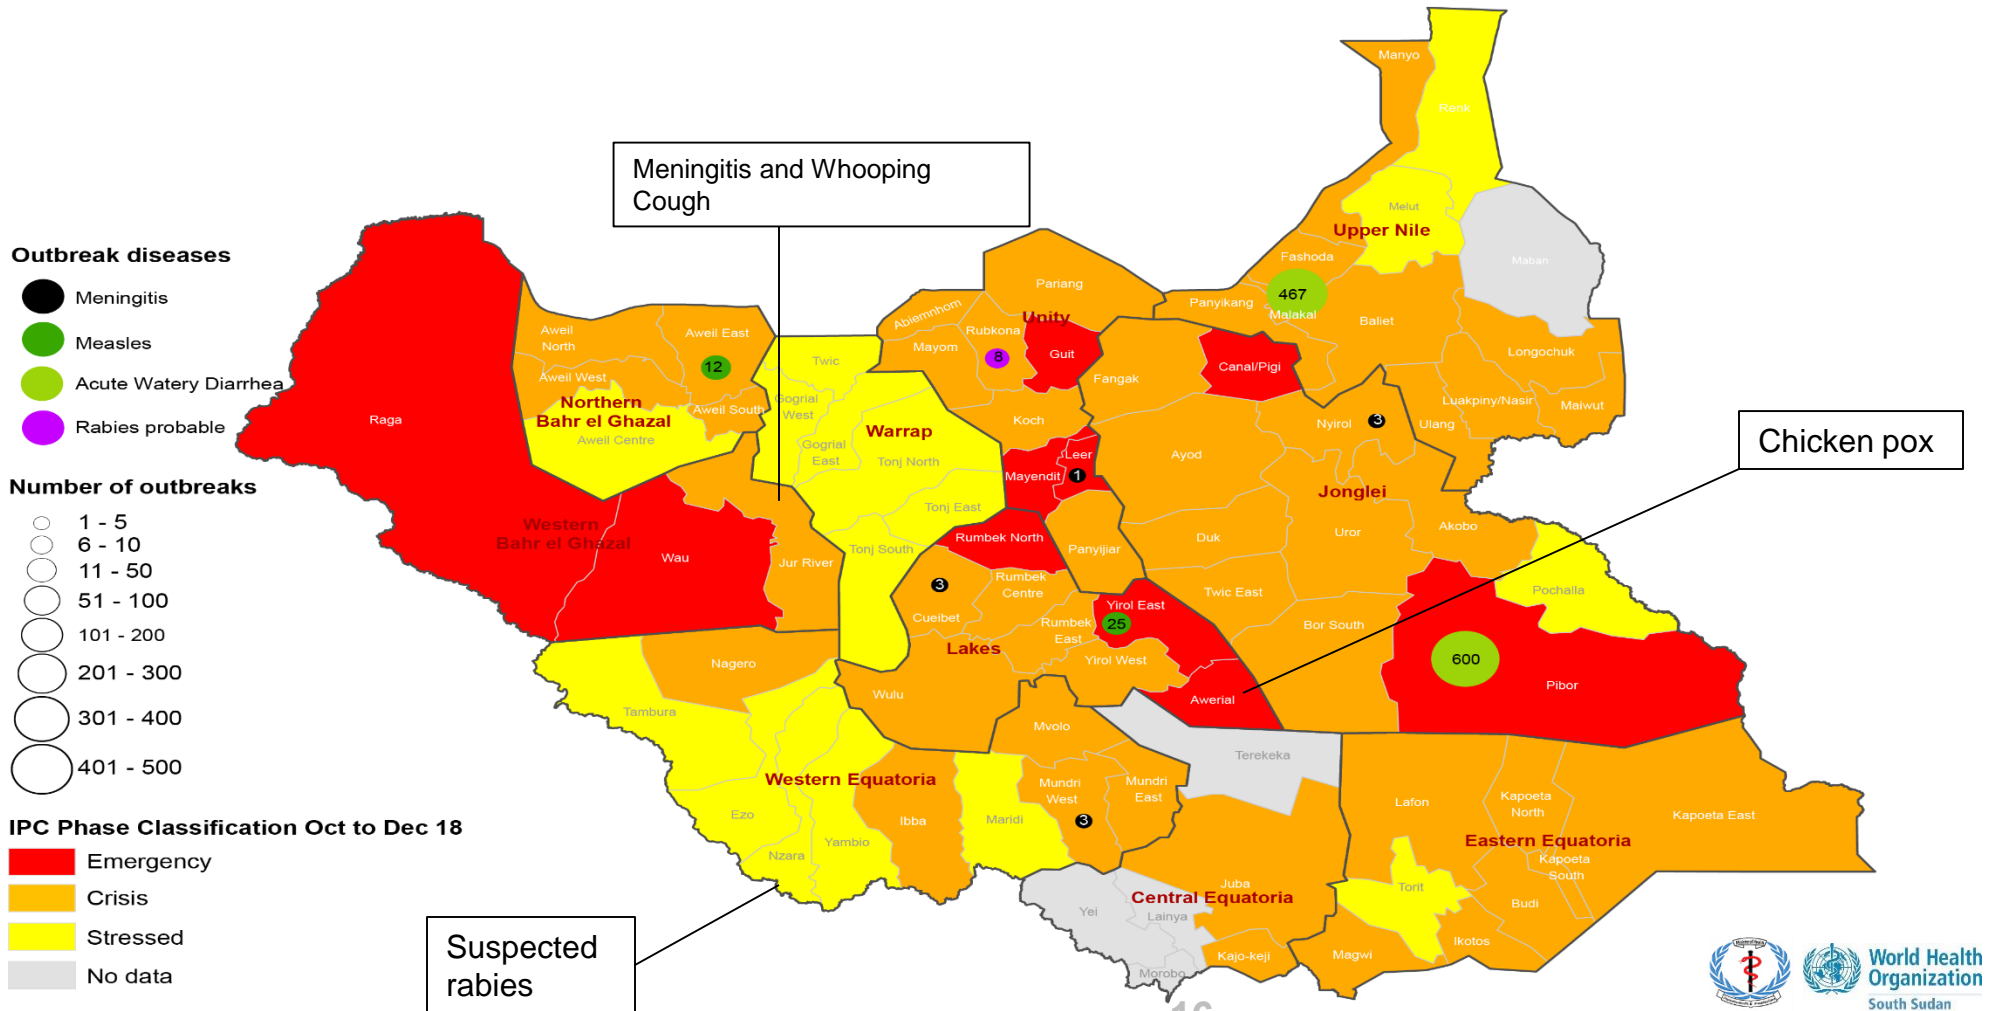 Outbreak diseases
Meningitis
Measles
Acute Watery Diarrhea
Rabies probable
Number of outbreaks
1 - 5
6 - 10
11 - 50
51 - 100
101 - 200
201 - 300
301 - 400
401 - 500
IPC Phase Classification Oct to Dec 18
Emergency
Crisis
Stressed
No data
Meningitis and Whooping
Cough
Chicken pox
Suspected
rabies
Manyo
Renk
Melut
Upper Nile
Maban
Fashoda
467
Panyikang
Malakal
Baliet
Longochuk
Luakpiny/Nasir
Maiwut
Ulang
Pariang
Abiemnhom
Unity
Rubkona
Mayom
8
Guit
Koch
Leer
Mayendit
1
Panyijiar
Fangak
Canal/Pigi
Nyirol
3
Ayod
Jonglei
Akobo
Duk
Uror
Pochalla
Twic East
Bor South
600
Pibor
Raga
Aweil
North
Aweil East
12
Aweil West
Northern
Bahr el Ghazal
Aweil South
Aweil Centre
Western
Bahr el Ghazal
Wau
Jur River
Twic
Gogrial
West
Warrap
Gogrial
East
Tonj North
Tonj East
Tonj South
Rumbek North
3
Rumbek
Centre
Cueibet
Yirol East
25
Rumbek
East
Lakes
Yirol West
Wulu
Awerial
Nagero
Tambura
Western Equatoria
Ezo
Nzara
Yambio
Ibba
Maridi
Mvolo
Mundri
West
Mundri
East
3
Terekeka
Juba
Central Equatoria
Yei
Lainya
Morobo
Kajo-keji
Lafon
Kapoeta
North
Kapoeta East
Eastern Equatoria
Kapoeta
South
Torit
Budi
Ikotos
Magwi
16
World Health
Organization
South Sudan